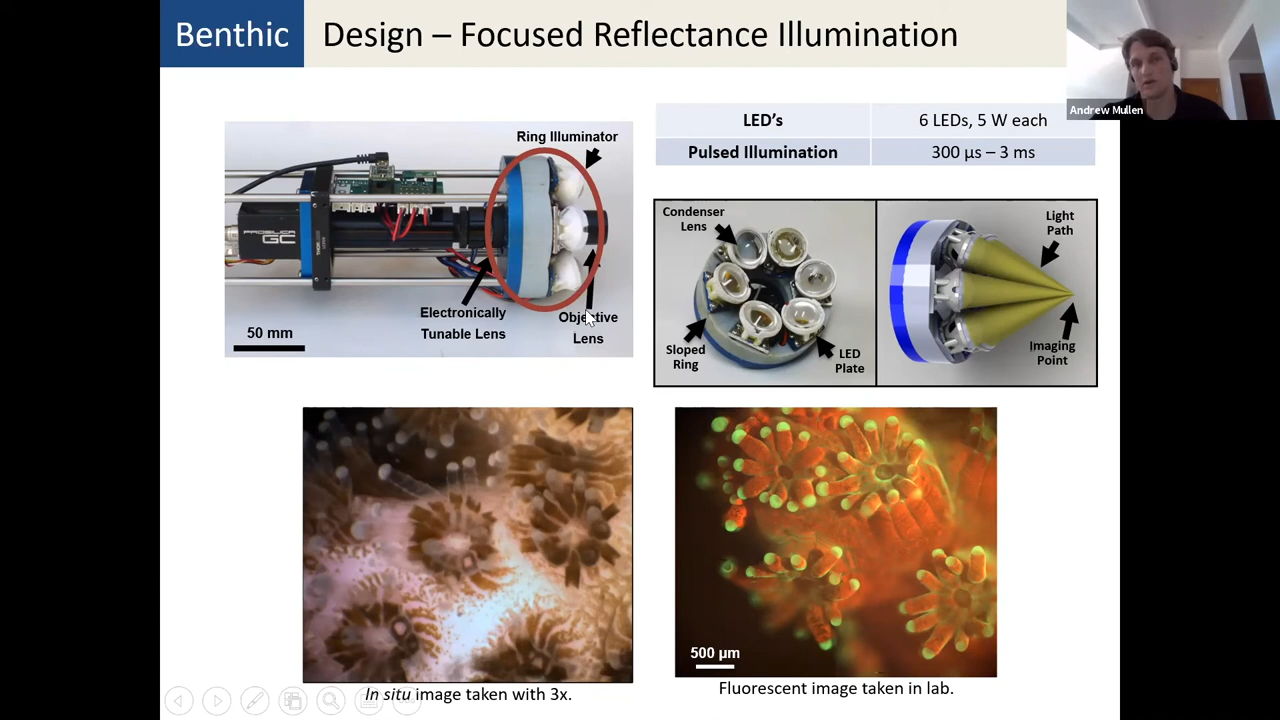 Benthic
Design – Focused Reflectance Illumination
Andrew Mullen
Ring Illuminator
PROSILICA
GC
Electronically
Tunable Lens
Objective
Lens
50 mm
LED's 6 LEDs, 5 W each
Pulsed Illumination 300 µs – 3 ms
Condenser
Lens
Sloped
Ring
LED
Plate
Light
Path
Imaging
Point
500 µm
In situ image taken with 3x.
Fluorescent image taken in lab.